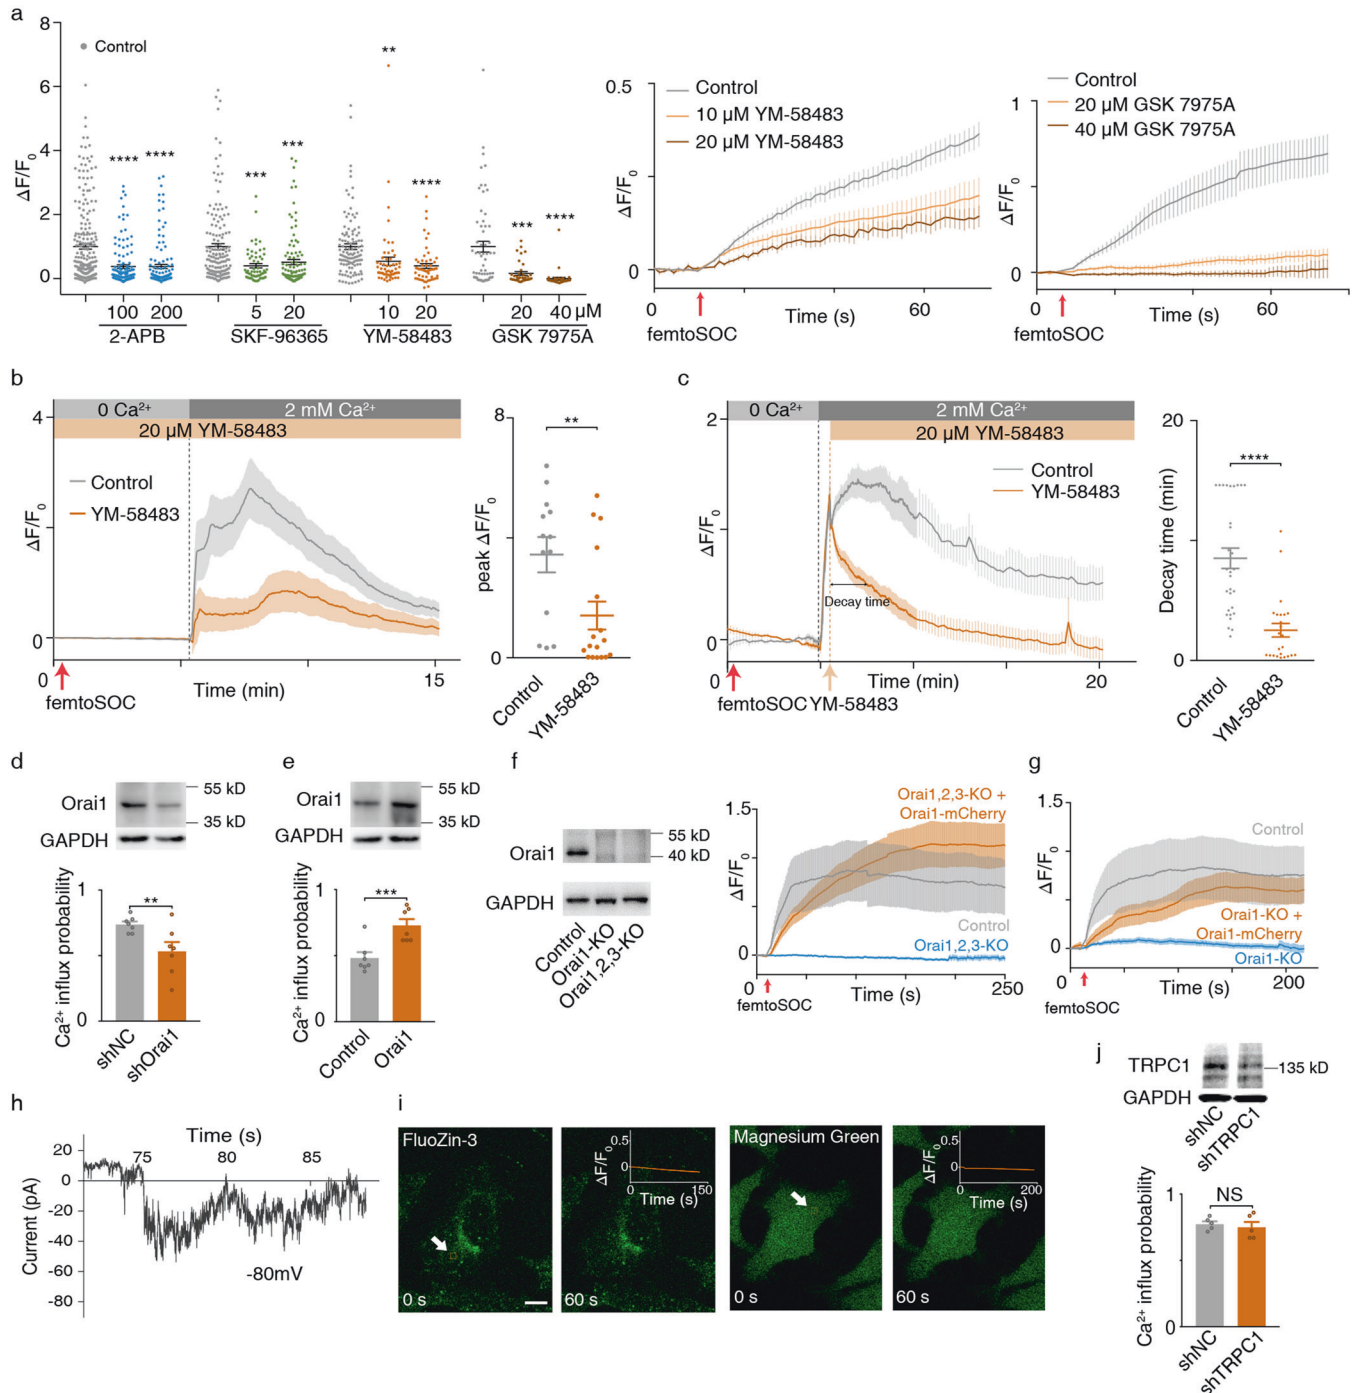 a
8
6
4
2
0
ΔF/F₀
Control
**
****
****
***
***
****
***
****
100 200
5 20
10 20
20 40 µM
2-APB
SKF-96365
YM-58483
GSK 7975A
0.5
0
ΔF/F₀
Control
10 µM YM-58483
20 µM YM-58483
0
60
Time (s)
femtoSOC
1
0
ΔF/F₀
Control
20 µM GSK 7975A
40 µM GSK 7975A
0
60
Time (s)
femtoSOC
b
4
0
ΔF/F₀
0 Ca²⁺
2 mM Ca²⁺
20 µM YM-58483
Control
YM-58483
0
15
Time (min)
femtoSOC
8
0
peak ΔF/F₀
**
Control
YM-58483
c
2
0
ΔF/F₀
0 Ca²⁺
2 mM Ca²⁺
20 µM YM-58483
Control
YM-58483
Decay time
0
20
Time (min)
femtoSOC
YM-58483
20
0
Decay time (min)
****
Control
YM-58483
d
Orai1
55 kD
35 kD
GAPDH
1
0
Ca²⁺ influx probability
**
shNC
shOrai1
e
Orai1
55 kD
35 kD
GAPDH
1
0
Ca²⁺ influx probability
***
Control
Orai1
f
Orai1
55 kD
40 kD
GAPDH
Control
Orai1-KO
Orai1,2,3-KO
1.5
0
ΔF/F₀
Orai1,2,3-KO +
Orai1-mCherry
Control
Orai1,2,3-KO
0
250
Time (s)
femtoSOC
g
1.5
0
ΔF/F₀
Control
Orai1-KO +
Orai1-mCherry
Orai1-KO
0
200
Time (s)
femtoSOC
h
Time (s)
75 80 85
20
0
-20
-40
-60
-80
Current (pA)
-80mV
i
FluoZin-3
0 s
60 s
0.5
0
ΔF/F₀
0
150
Time (s)
Magnesium Green
0 s
60 s
0.5
0
ΔF/F₀
0
200
Time (s)
j
TRPC1
135 kD
GAPDH
shNC
shTRPC1
1
0
Ca²⁺ influx probability
NS
shNC
shTRPC1